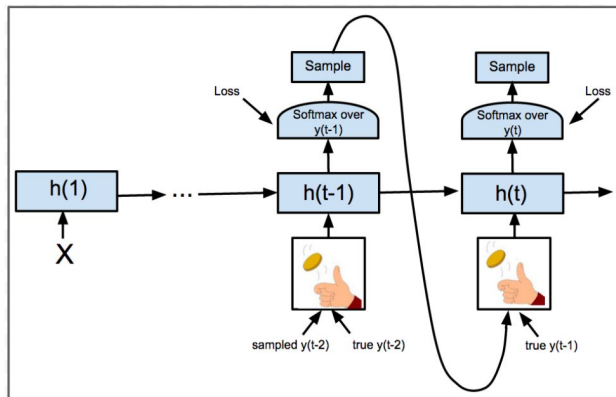 Sample
Sample
Loss
Softmax over
y(t-1)
Softmax over
y(t)
Loss
h(1)
...
h(t-1)
h(t)
X
sampled y(t-2)
true y(t-2)
true y(t-1)